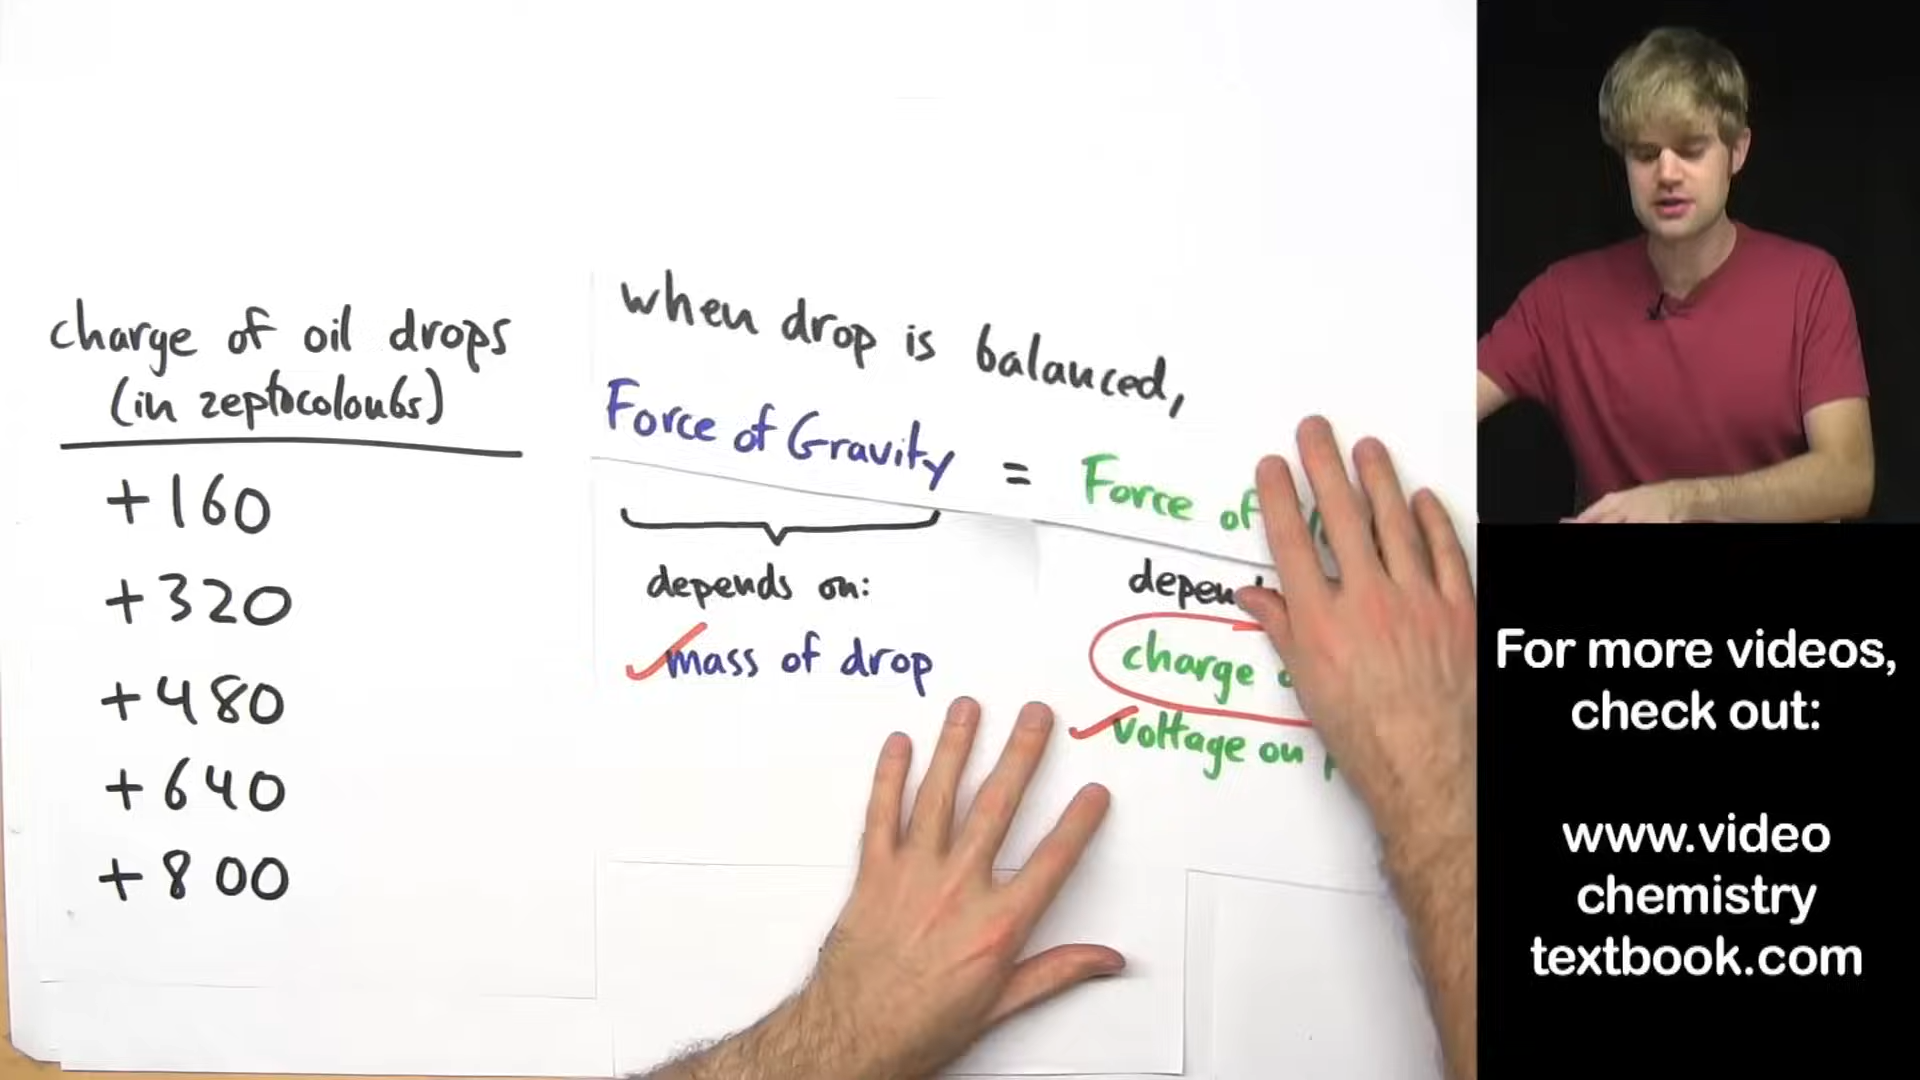 charge of oil drops
(in zeptocoloubs)
+160
+320
+480
+640
+800
when drop is balanced,
Force of Gravity = Force of
depends on:
mass of drop
charge
voltage on
For more videos,
check out:
www.video
chemistry
textbook.com